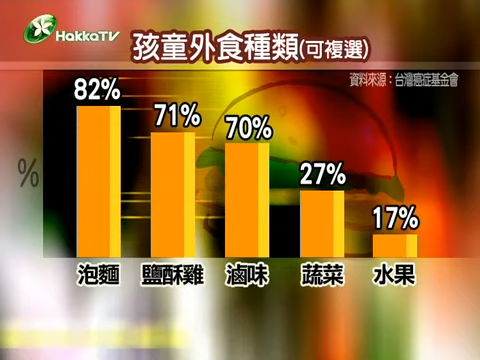 HakkaTV
孩童外食種類(可複選)
資料來源：台灣癌症基金會
82%
71%
70%
27%
17%
%
泡麵
鹽酥雞
滷味
蔬菜
水果